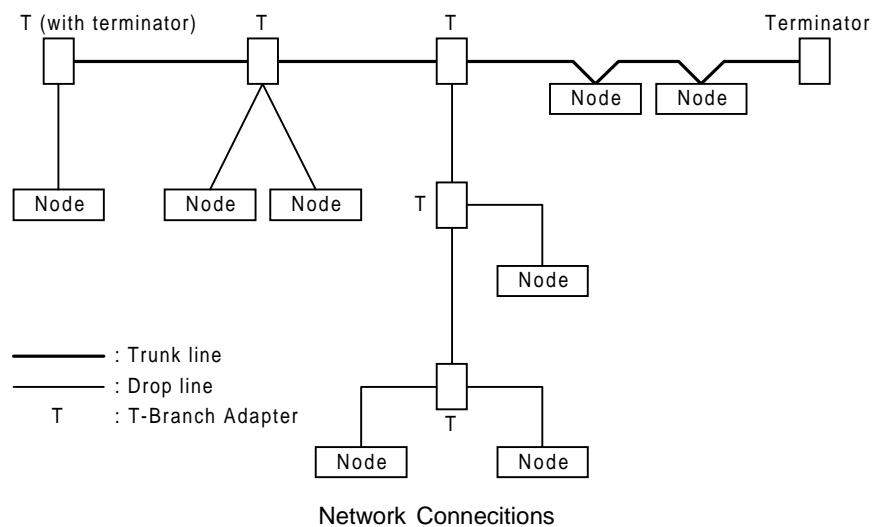 T (with terminator)
T
T
Terminator
Node
Node
Node
Node
Node
T
Node
: Trunk line
: Drop line
T : T-Branch Adapter
T
Node
Node
Network Connecitions